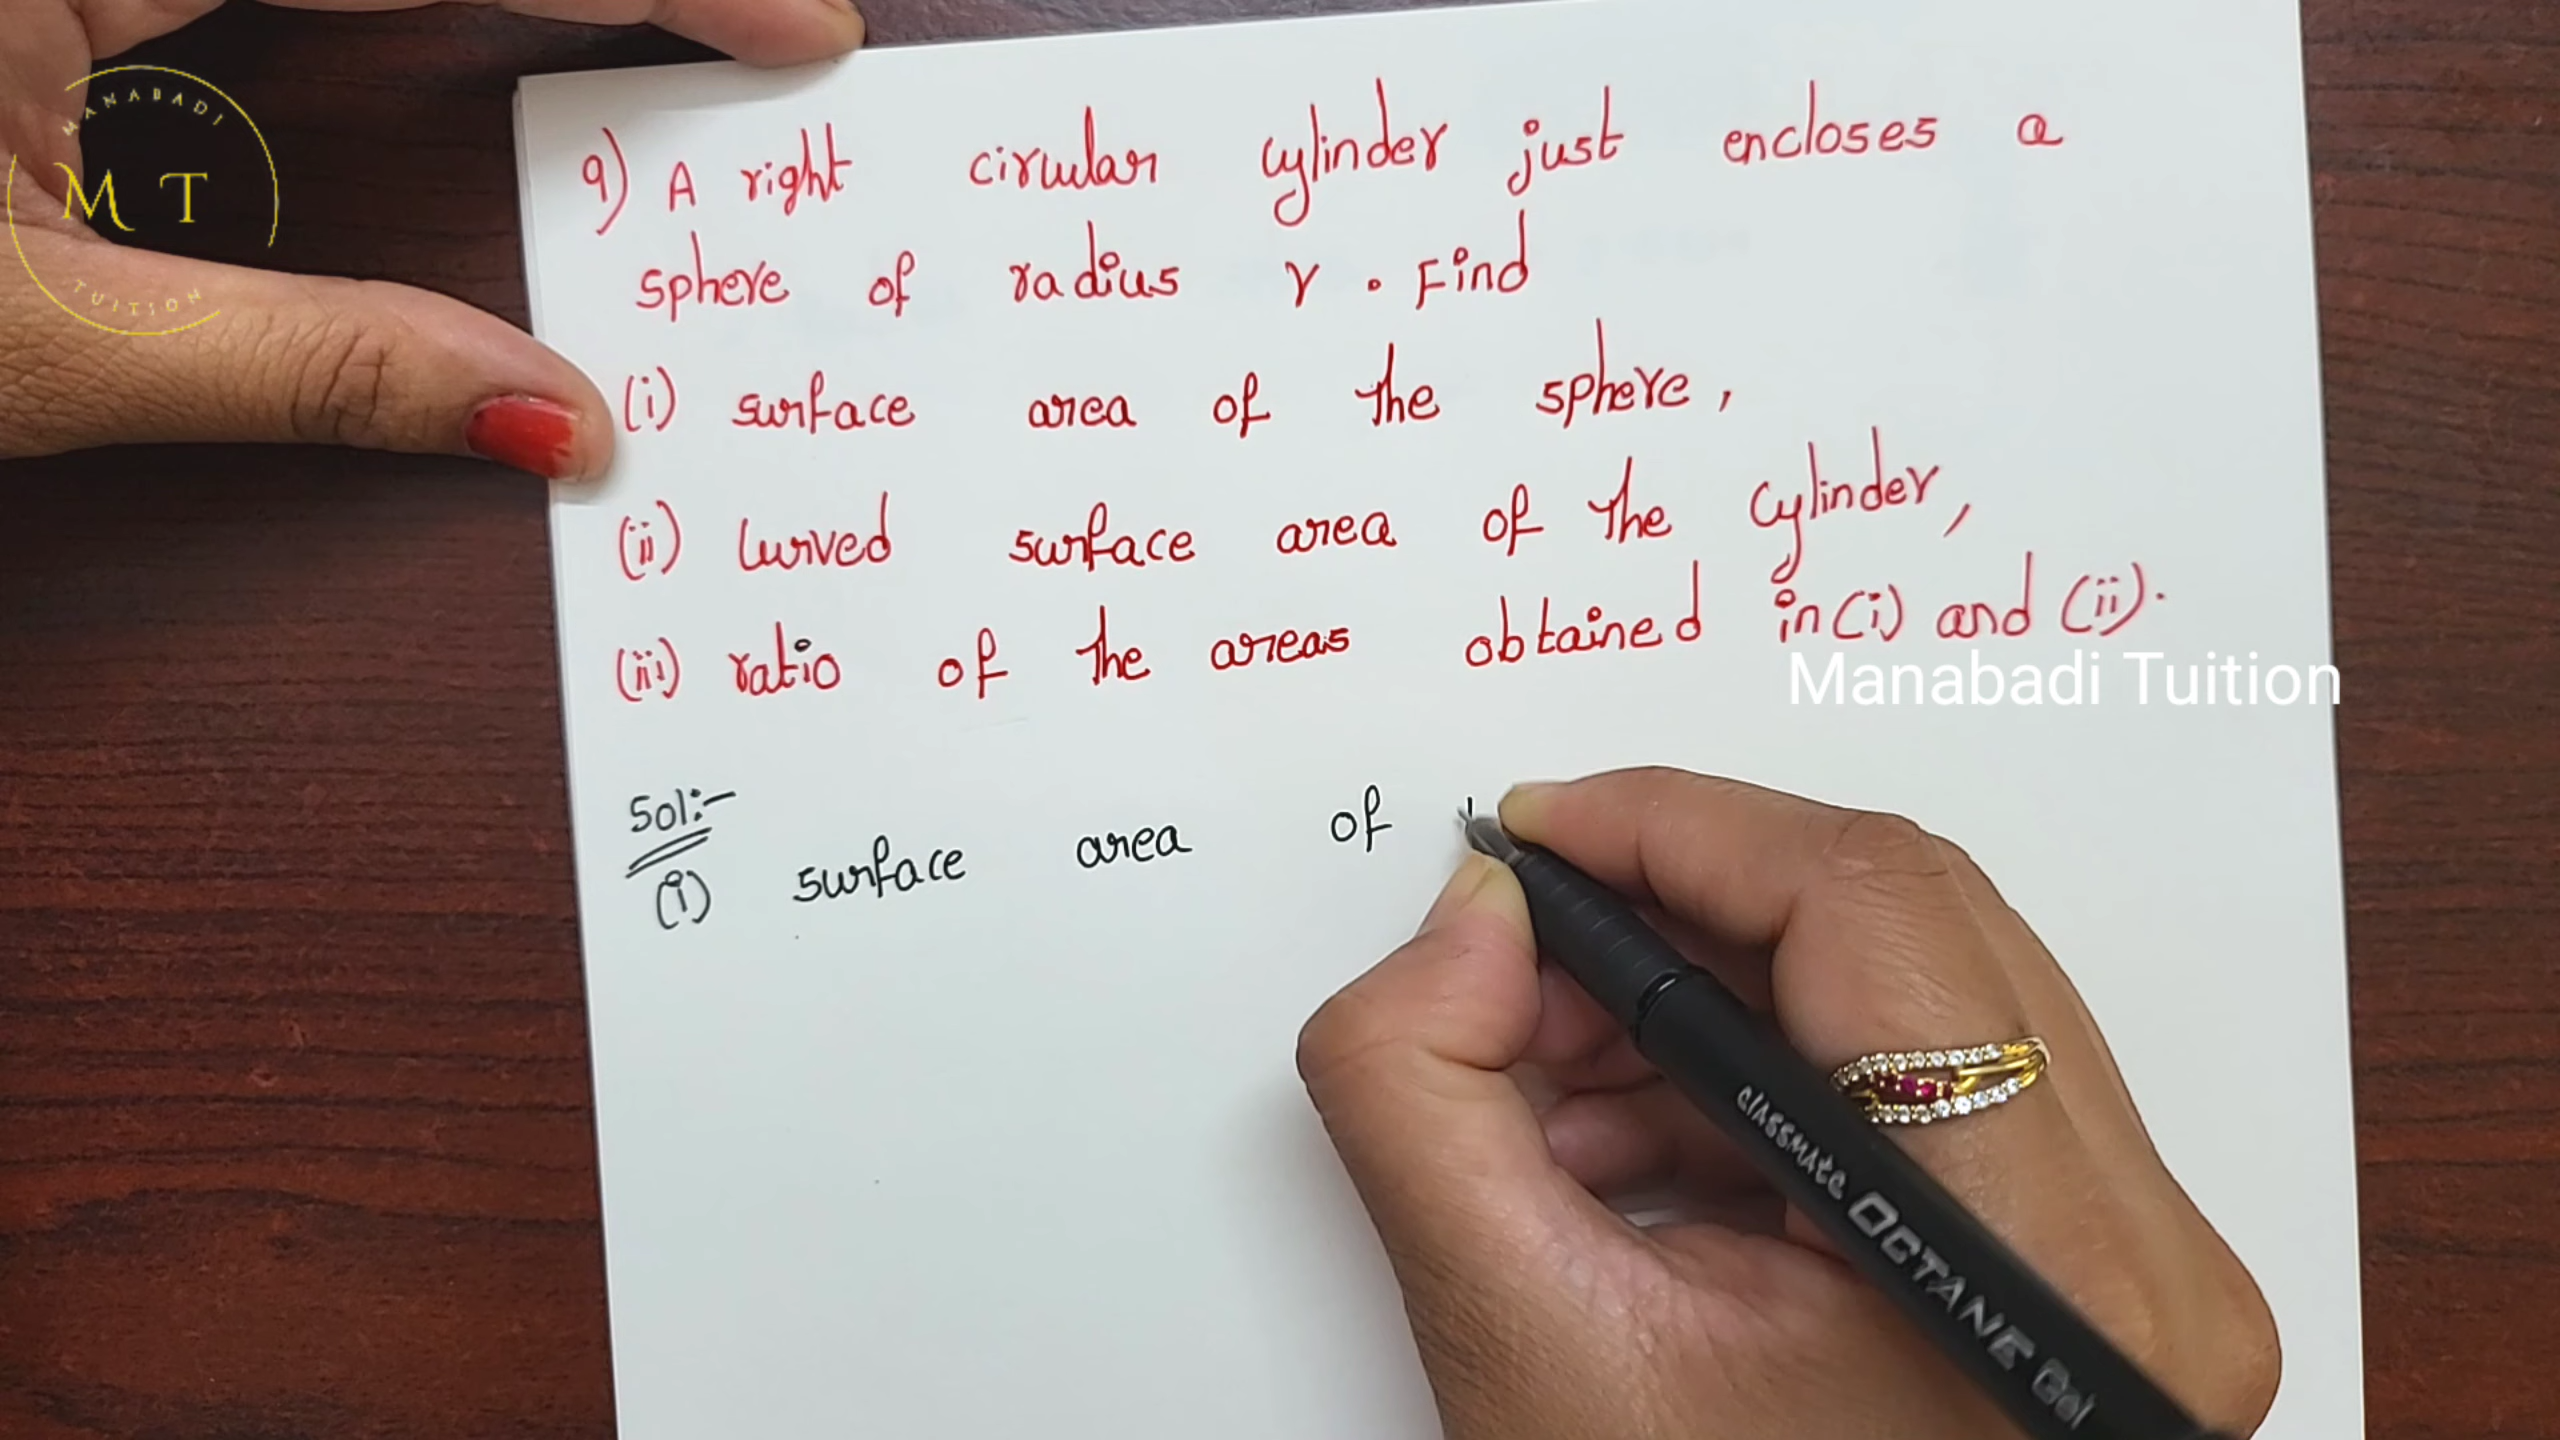 MANABADI
M T
TUITION
9) A right circular cylinder just encloses a
sphere of radius r. Find
(i) surface area of the sphere,
(ii) curved surface area of the cylinder,
(iii) ratio of the areas obtained in (i) and (ii).
Manabadi Tuition
Sol:-
(i) surface area of
classmate OCTANE Gel